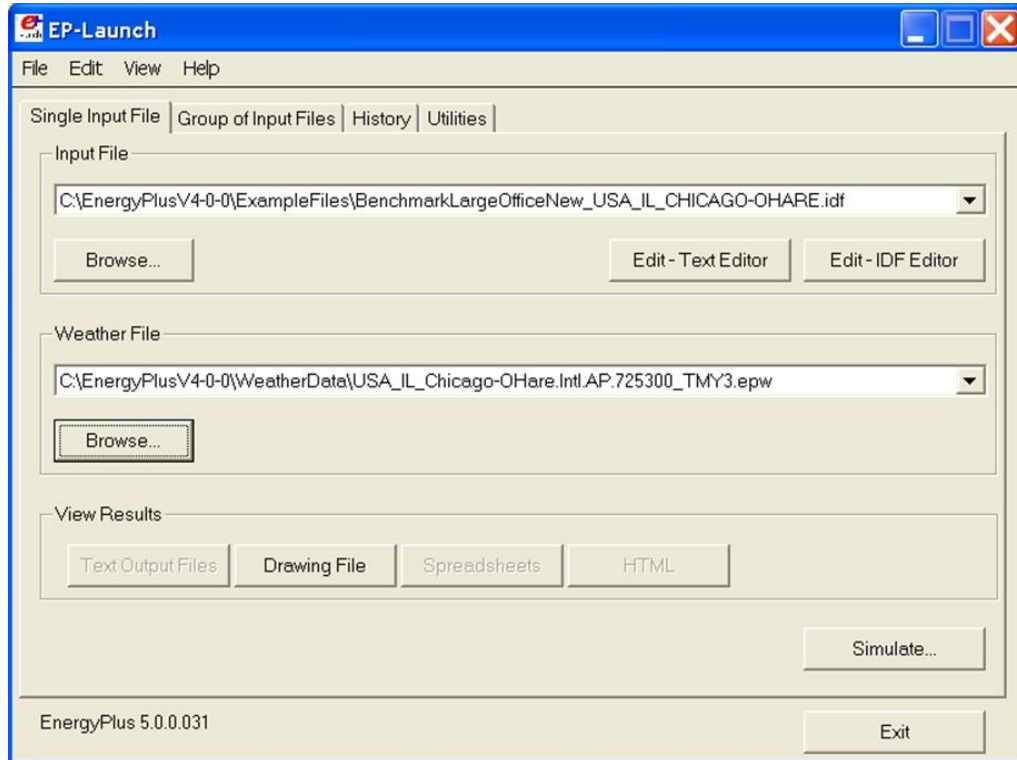 EP-Launch
File Edit View Help
Single Input File Group of Input Files History Utilities
Input File
C:\EnergyPlusV4-0-0\ExampleFiles\BenchmarkLargeOfficeNew_USA_IL_CHICAGO-OHARE.idf
Browse... Edit - Text Editor Edit - IDF Editor
Weather File
C:\EnergyPlusV4-0-0\WeatherData\USA_IL_Chicago-OHare.Intl.AP.725300_TMY3.epw
Browse...
View Results
Text Output Files Drawing File Spreadsheets HTML
Simulate...
EnergyPlus 5.0.0.031
Exit